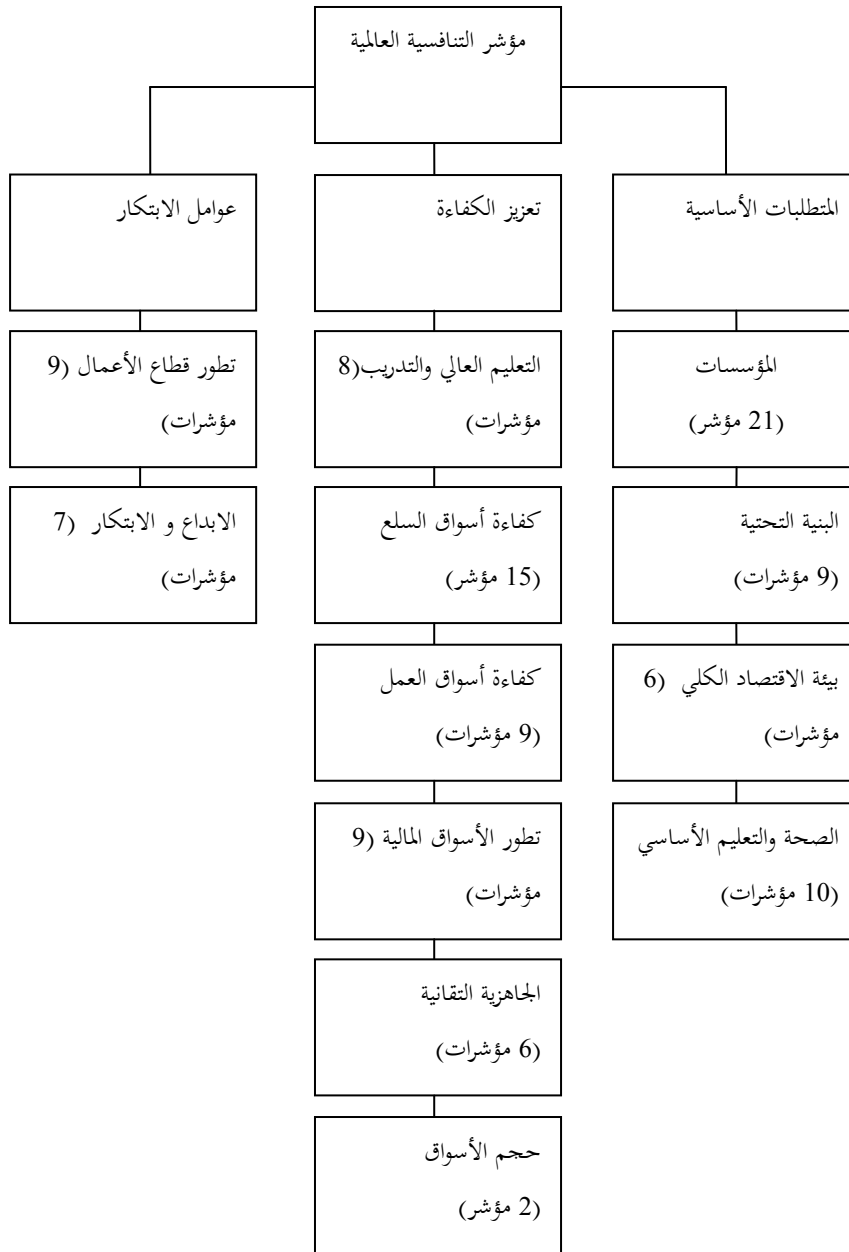 مؤشر التنافسية العالمية
المتطلبات الأساسية
تعزيز الكفاءة
عوامل الابتكار
المؤسسات
(21 مؤشر)
التعليم العالي والتدريب(8
مؤشرات)
تطور قطاع الأعمال (9
مؤشرات)
البنية التحتية
(9 مؤشرات)
كفاءة أسواق السلع
(15 مؤشر)
الابداع و الابتكار (7
مؤشرات)
بيئة الاقتصاد الكلي (6
مؤشرات)
كفاءة أسواق العمل
(9 مؤشرات)
الصحة والتعليم الأساسي
(10 مؤشرات)
تطور الأسواق المالية (9
مؤشرات)
الجاهزية التقانية
(6 مؤشرات)
حجم الأسواق
(2 مؤشر)